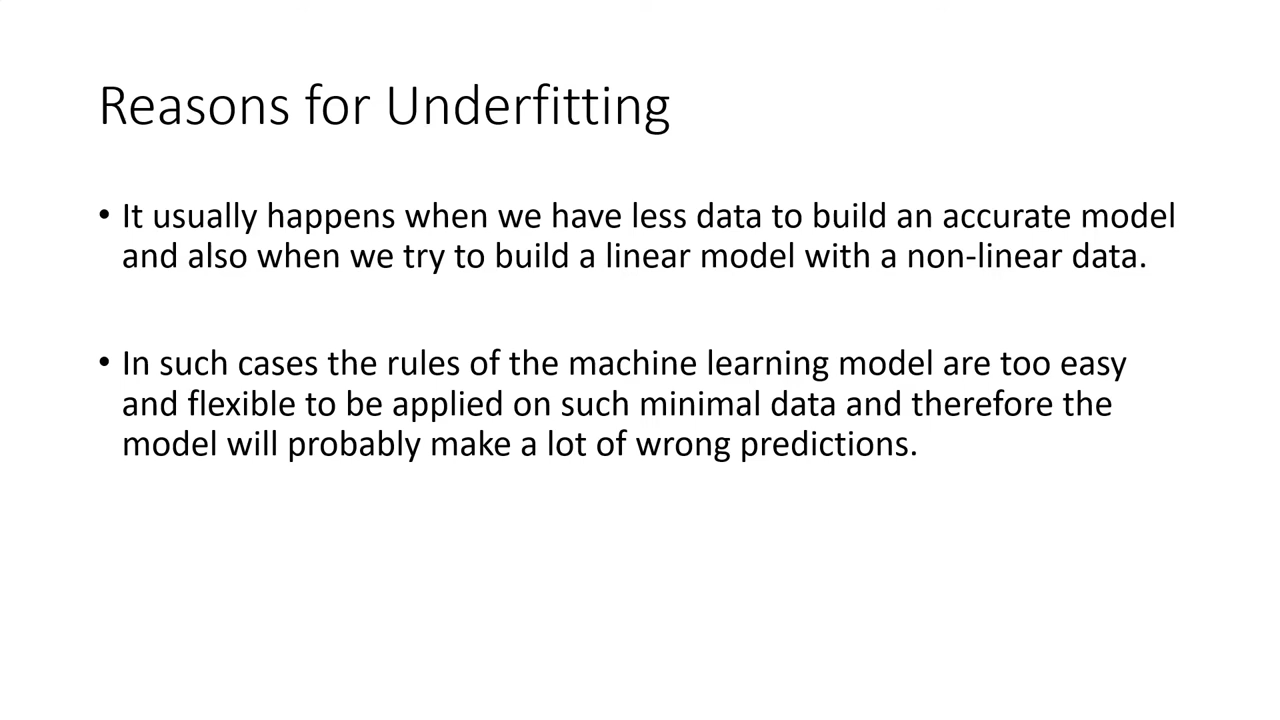 Reasons for Underfitting
• It usually happens when we have less data to build an accurate model
and also when we try to build a linear model with a non-linear data.
• In such cases the rules of the machine learning model are too easy
and flexible to be applied on such minimal data and therefore the
model will probably make a lot of wrong predictions.